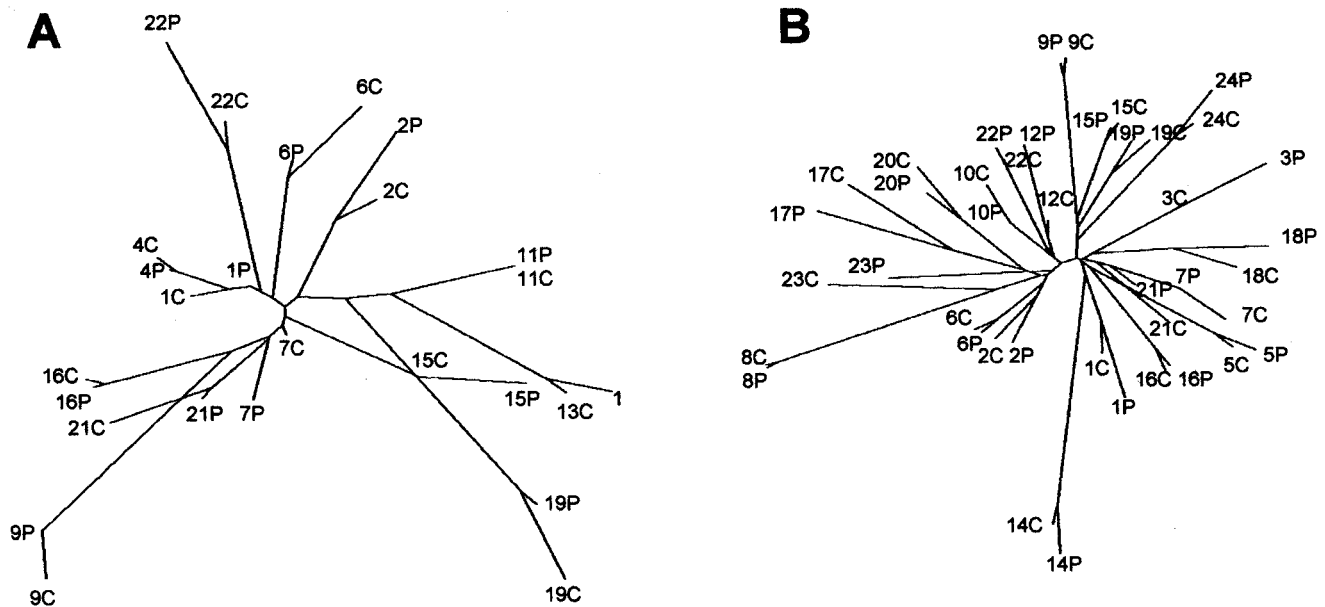 A
22P
22C
6C
2P
6P
2C
4C
4P
1P
1C
11P
11C
7C
15C
16C
16P
21P
7P
15P
13C
1
21C
9P
19P
9C
19C
B
9P 9C
24P
15P
15C
24C
19P
19C
22P
12P
22C
20C
20P
10C
17C
3P
3C
12C
10P
17P
18P
18C
23P
23C
7P
21P
7C
21C
6C
6P
2C
2P
8C
8P
1C
16C
16P
5C
5P
1P
14C
14P